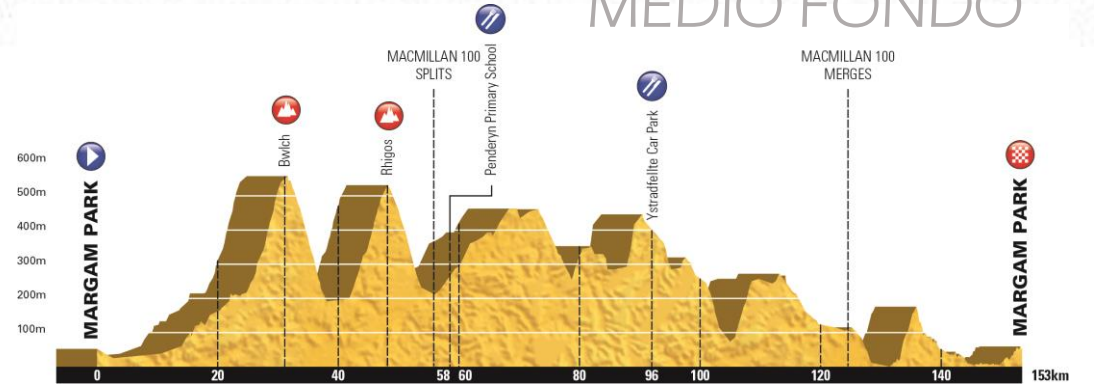 MEDIO FONDO
MACMILLAN 100
SPLITS
MACMILLAN 100
MERGES
Penderyn Primary School
Ystradfellte Car Park
Bwlch
Rhigos
MARGAM PARK
MARGAM PARK
600m
500m
400m
300m
200m
100m
0
20
40
58
60
80
96
100
120
140
153km